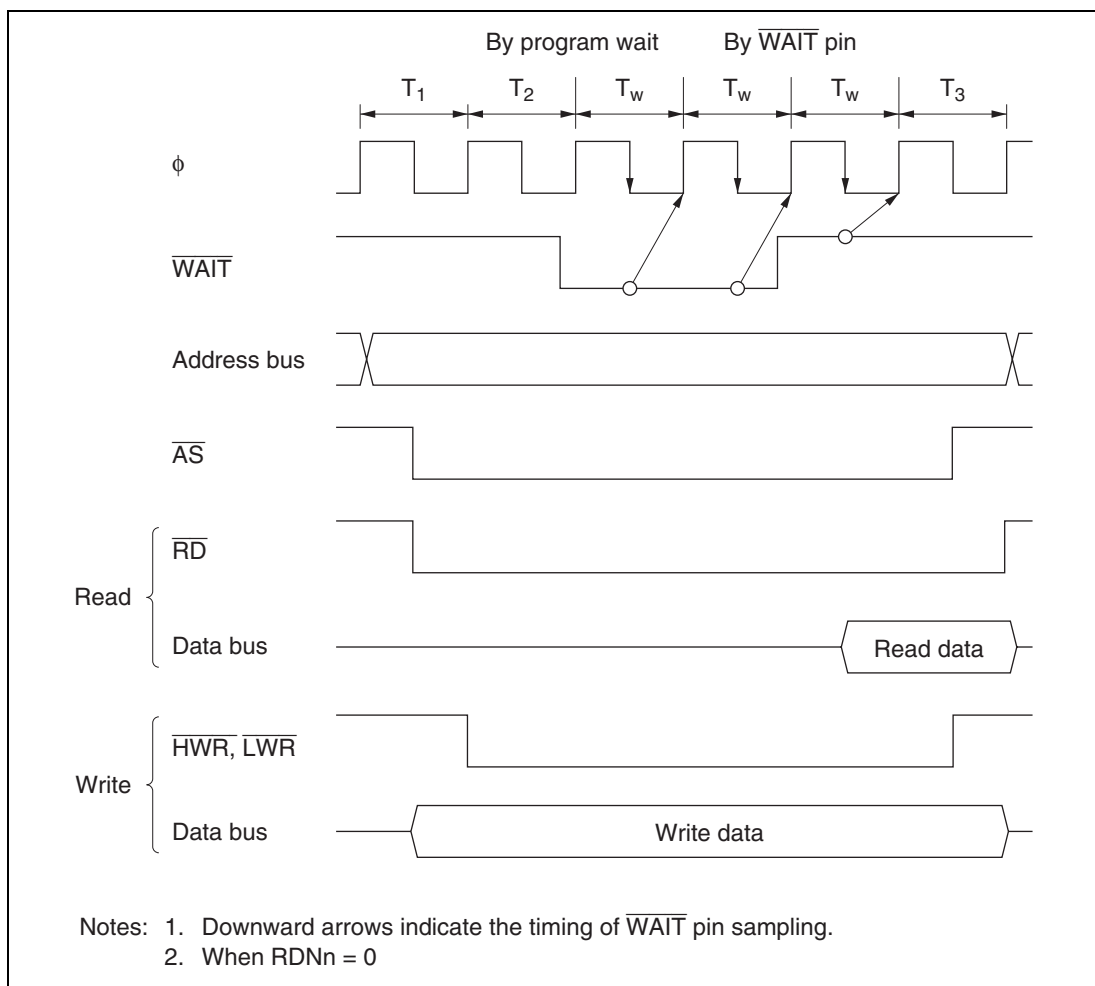 By program wait By WAIT pin
T1 T2 Tw Tw Tw T3
ϕ
WAIT
Address bus
AS
RD
Read
Data bus
Read data
HWR, LWR
Write
Data bus
Write data
Notes: 1. Downward arrows indicate the timing of WAIT pin sampling.
2. When RDNn = 0